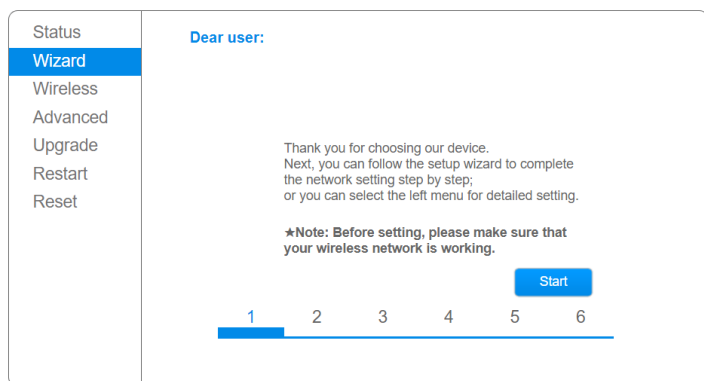 Status
Wizard
Wireless
Advanced
Upgrade
Restart
Reset
Dear user:
Thank you for choosing our device.
Next, you can follow the setup wizard to complete
the network setting step by step;
or you can select the left menu for detailed setting.
★Note: Before setting, please make sure that
your wireless network is working.
Start
1 2 3 4 5 6